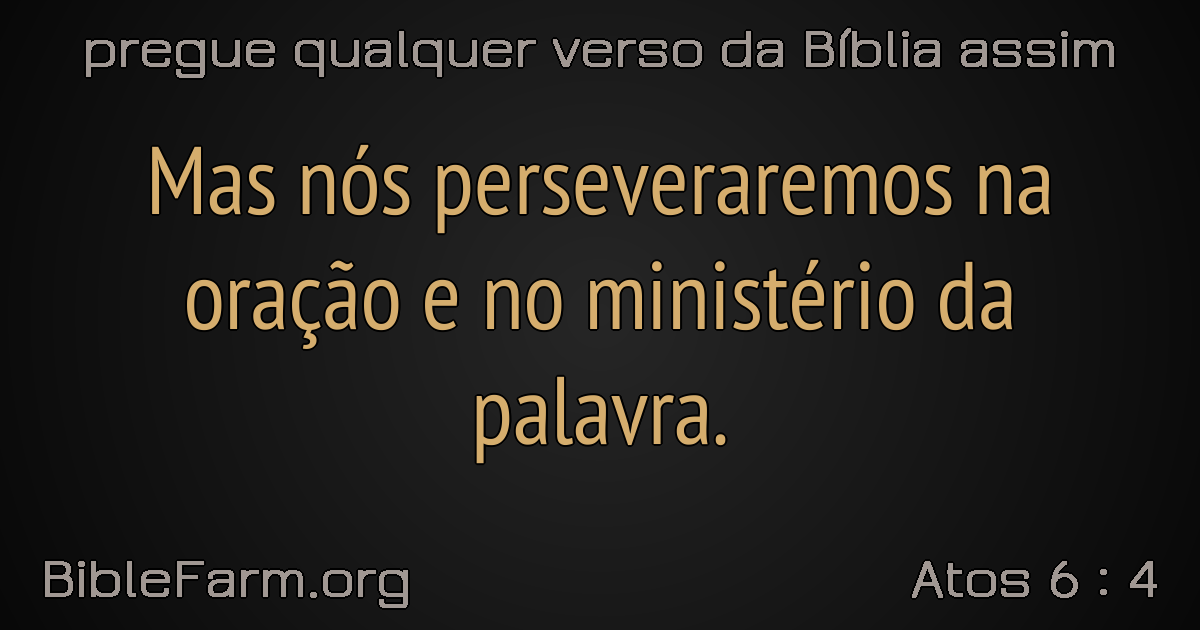 pregue qualquer verso da Bíblia assim
Mas nós perseveraremos na
oração e no ministério da
palavra.
BibleFarm.org
Atos 6 : 4